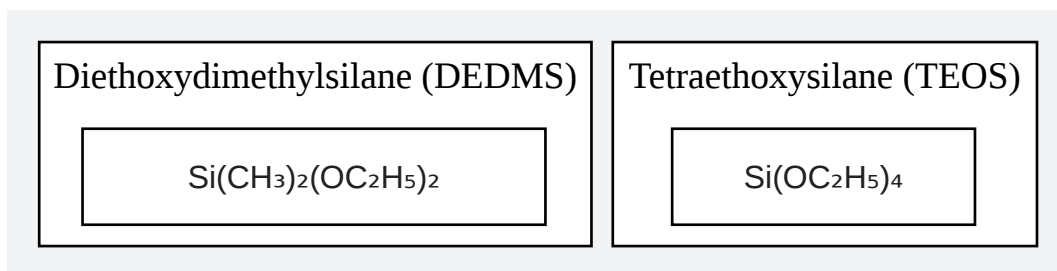 Diethoxydimethylsilane (DEDMS)
Si(CH₃)₂(OC₂H₅)₂
Tetraethoxysilane (TEOS)
Si(OC₂H₅)₄